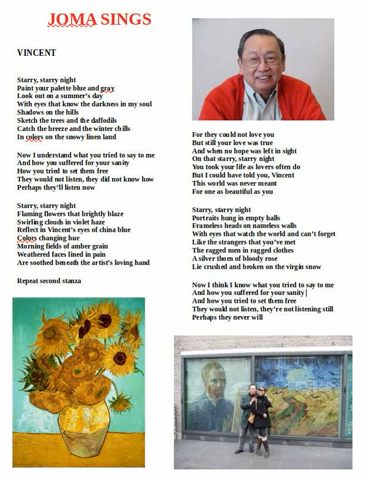 JOMA SINGS
VINCENT
Starry, starry night
Paint your palette blue and gray
Look out on a summer's day
With eyes that know the darkness in my soul
Shadows on the hills
Sketch the trees and the daffodils
Catch the breeze and the winter chills
In colors on the snowy linen land
Now I understand what you tried to say to me
And how you suffered for your sanity
How you tried to set them free
They would not listen, they did not know how
Perhaps they'll listen now
Starry, starry night
Flaming flowers that brightly blaze
Swirling clouds in violet haze
Reflect in Vincent's eyes of china blue
Colors changing hue
Morning fields of amber grain
Weathered faces lined in pain
Are soothed beneath the artist's loving hand
Repeat second stanza
For they could not love you
But still your love was true
And when no hope was left in sight
On that starry, starry night
You took your life as lovers often do
But I could have told you, Vincent
This world was never meant
For one as beautiful as you
Starry, starry night
Portraits hung in empty halls
Frameless heads on nameless walls
With eyes that watch the world and can't forget
Like the strangers that you've met
The ragged men in ragged clothes
A silver thorn of bloody rose
Lie crushed and broken on the virgin snow
Now I think I know what you tried to say to me
And how you suffered for your sanity
And how you tried to set them free
They would not listen, they're not listening still
Perhaps they never will